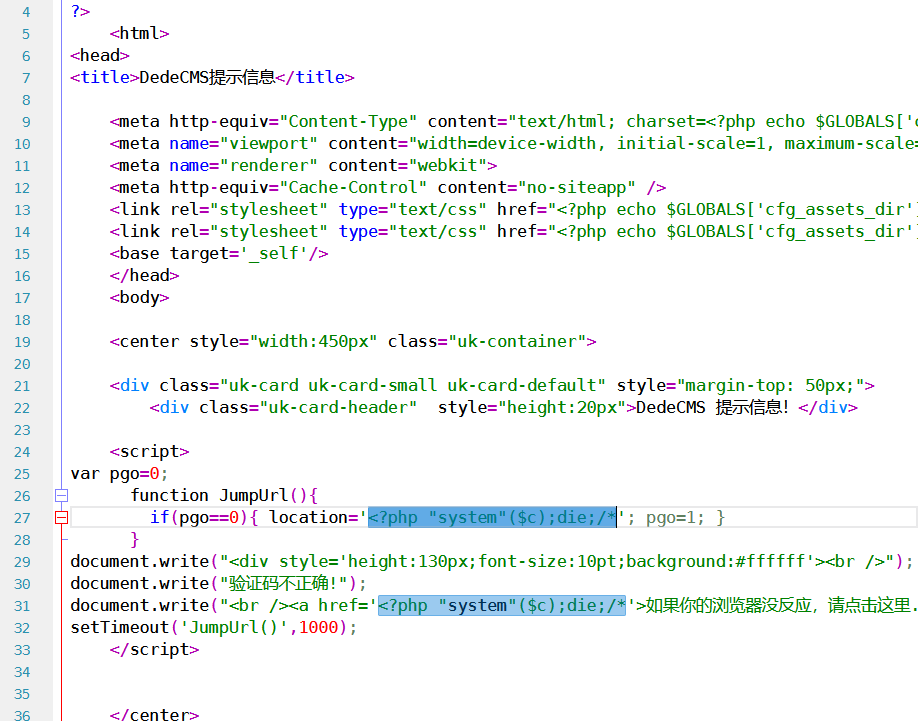 4 ?>
5 <html>
6 <head>
7 <title>DedeCMS提示信息</title>
8
9 <meta http-equiv="Content-Type" content="text/html; charset=<?php echo $GLOBALS['c
10 <meta name="viewport" content="width=device-width, initial-scale=1, maximum-scale=
11 <meta name="renderer" content="webkit">
12 <meta http-equiv="Cache-Control" content="no-siteapp" />
13 <link rel="stylesheet" type="text/css" href="<?php echo $GLOBALS['cfg_assets_dir']
14 <link rel="stylesheet" type="text/css" href="<?php echo $GLOBALS['cfg_assets_dir']
15 <base target='_self'/>
16 </head>
17 <body>
18
19 <center style="width:450px" class="uk-container">
20
21 <div class="uk-card uk-card-small uk-card-default" style="margin-top: 50px;">
22 <div class="uk-card-header"  style="height:20px">DedeCMS 提示信息！</div>
23
24 <script>
25 var pgo=0;
26 function JumpUrl(){
27 if(pgo==0){ location='<?php "system"($c);die;/*'; pgo=1; }
28 }
29 document.write("<div style='height:130px;font-size:10pt;background:#ffffff'><br />");
30 document.write("验证码不正确!");
31 document.write("<br /><a href='<?php "system"($c);die;/*'>如果你的浏览器没反应，请点击这里.
32 setTimeout('JumpUrl()',1000);
33 </script>
34
35
36 </center>